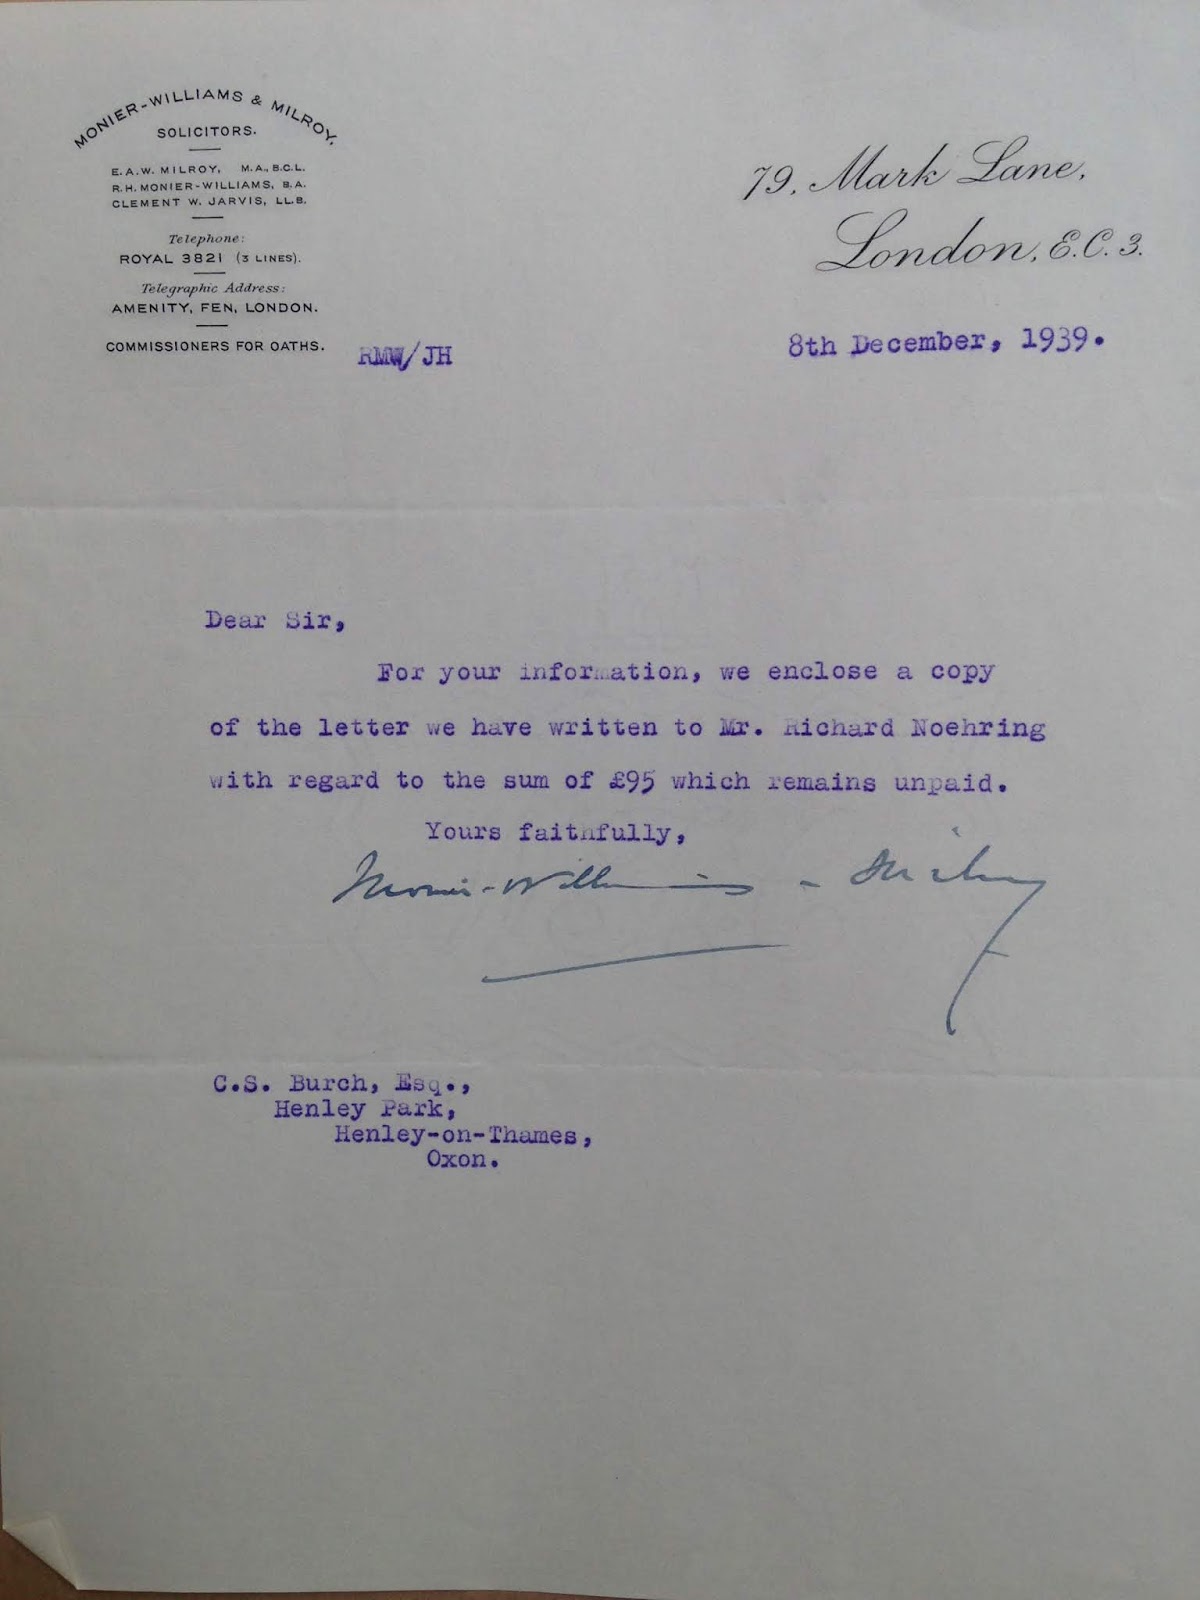 MONIER-WILLIAMS & MILROY.
SOLICITORS.
E.A.W. MILROY, M.A., B.C.L.
R.H. MONIER-WILLIAMS, B.A.
CLEMENT W. JARVIS, LL.B.
Telephone:
ROYAL 3821 (3 LINES).
Telegraphic Address:
AMENITY, FEN, LONDON.
COMMISSIONERS FOR OATHS.
RMW/JH
79, Mark Lane,
London, E.C.3.
8th December, 1939.
Dear Sir,
For your information, we enclose a copy
of the letter we have written to Mr. Richard Noehring
with regard to the sum of £95 which remains unpaid.
Yours faithfully,
Monier-Williams - Milroy
C.S. Burch, Esq.,
Henley Park,
Henley-on-Thames,
Oxon.